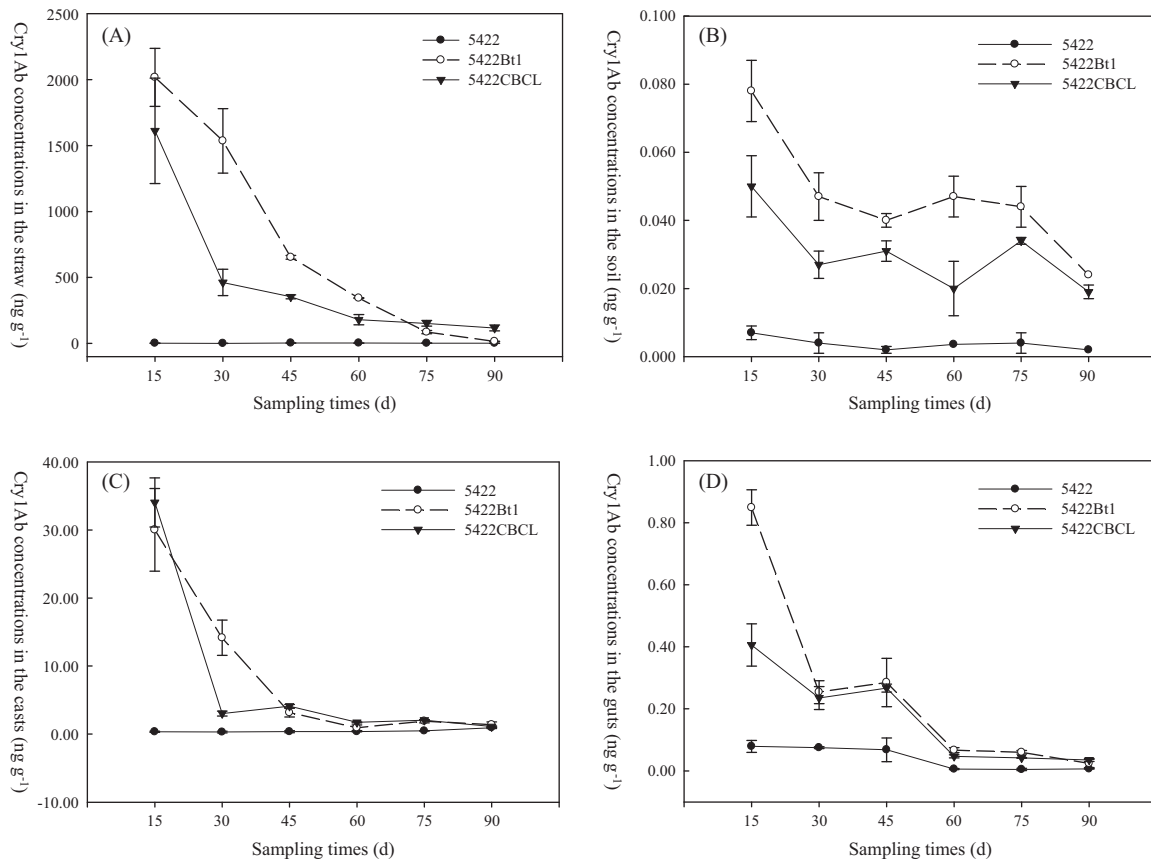 (A)
5422
5422Bt1
5422CBCL
2500
2000
1500
1000
500
0
15 30 45 60 75 90
Sampling times (d)
Cry1Ab concentrations in the straw (ng g⁻¹)
(B)
5422
5422Bt1
5422CBCL
0.100
0.080
0.060
0.040
0.020
0.000
15 30 45 60 75 90
Sampling times (d)
Cry1Ab concentrations in the soil (ng g⁻¹)
(C)
5422
5422Bt1
5422CBCL
40.00
30.00
20.00
10.00
0.00
-10.00
15 30 45 60 75 90
Sampling times (d)
Cry1Ab concentrations in the casts (ng g⁻¹)
(D)
5422
5422Bt1
5422CBCL
1.00
0.80
0.60
0.40
0.20
0.00
15 30 45 60 75 90
Sampling times (d)
Cry1Ab concentrations in the guts (ng g⁻¹)